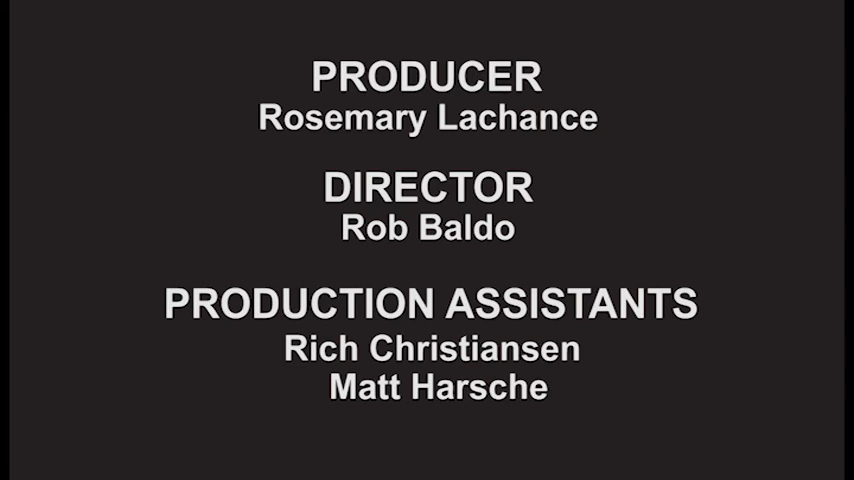 PRODUCER
Rosemary Lachance
DIRECTOR
Rob Baldo
PRODUCTION ASSISTANTS
Rich Christiansen
Matt Harsche